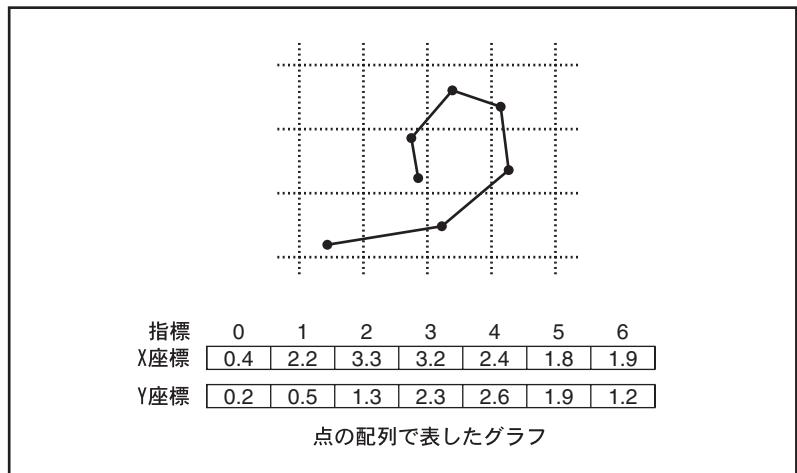 指標 0 1 2 3 4 5 6
X座標 0.4 2.2 3.3 3.2 2.4 1.8 1.9
Y座標 0.2 0.5 1.3 2.3 2.6 1.9 1.2
点の配列で表したグラフ